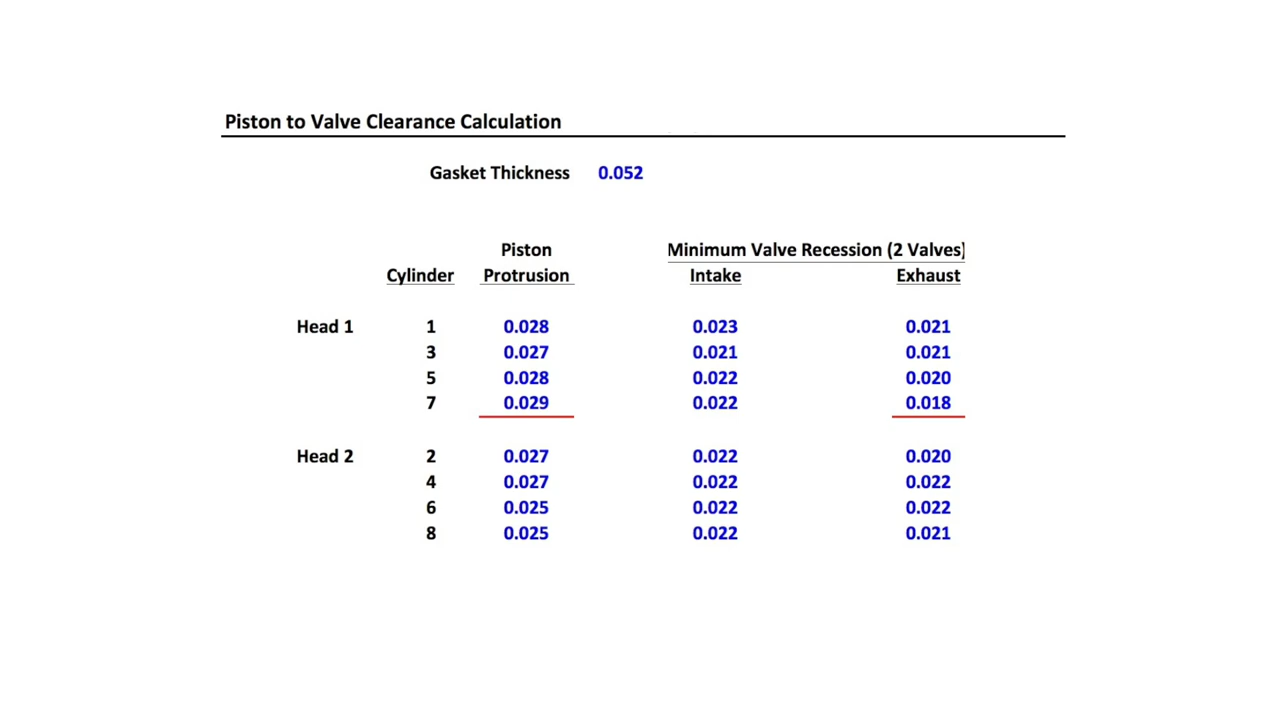 Piston to Valve Clearance Calculation
Gasket Thickness 0.052
Piston Minimum Valve Recession (2 Valves)
Cylinder Protrusion Intake Exhaust
Head 1 1 0.028 0.023 0.021
3 0.027 0.021 0.021
5 0.028 0.022 0.020
7 0.029 0.022 0.018
Head 2 2 0.027 0.022 0.020
4 0.027 0.022 0.022
6 0.025 0.022 0.022
8 0.025 0.022 0.021